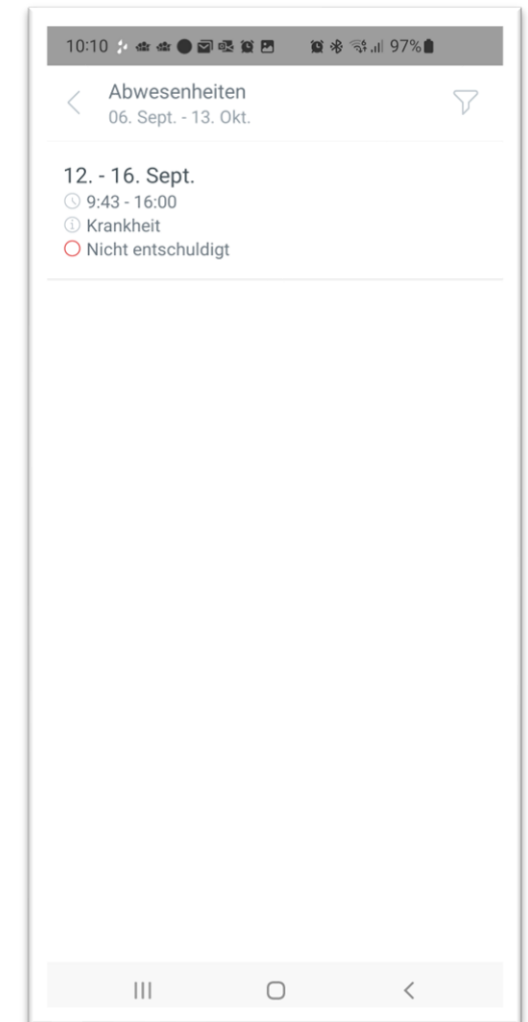 10:10 97%
Abwesenheiten
06. Sept. - 13. Okt.
12. - 16. Sept.
9:43 - 16:00
Krankheit
Nicht entschuldigt